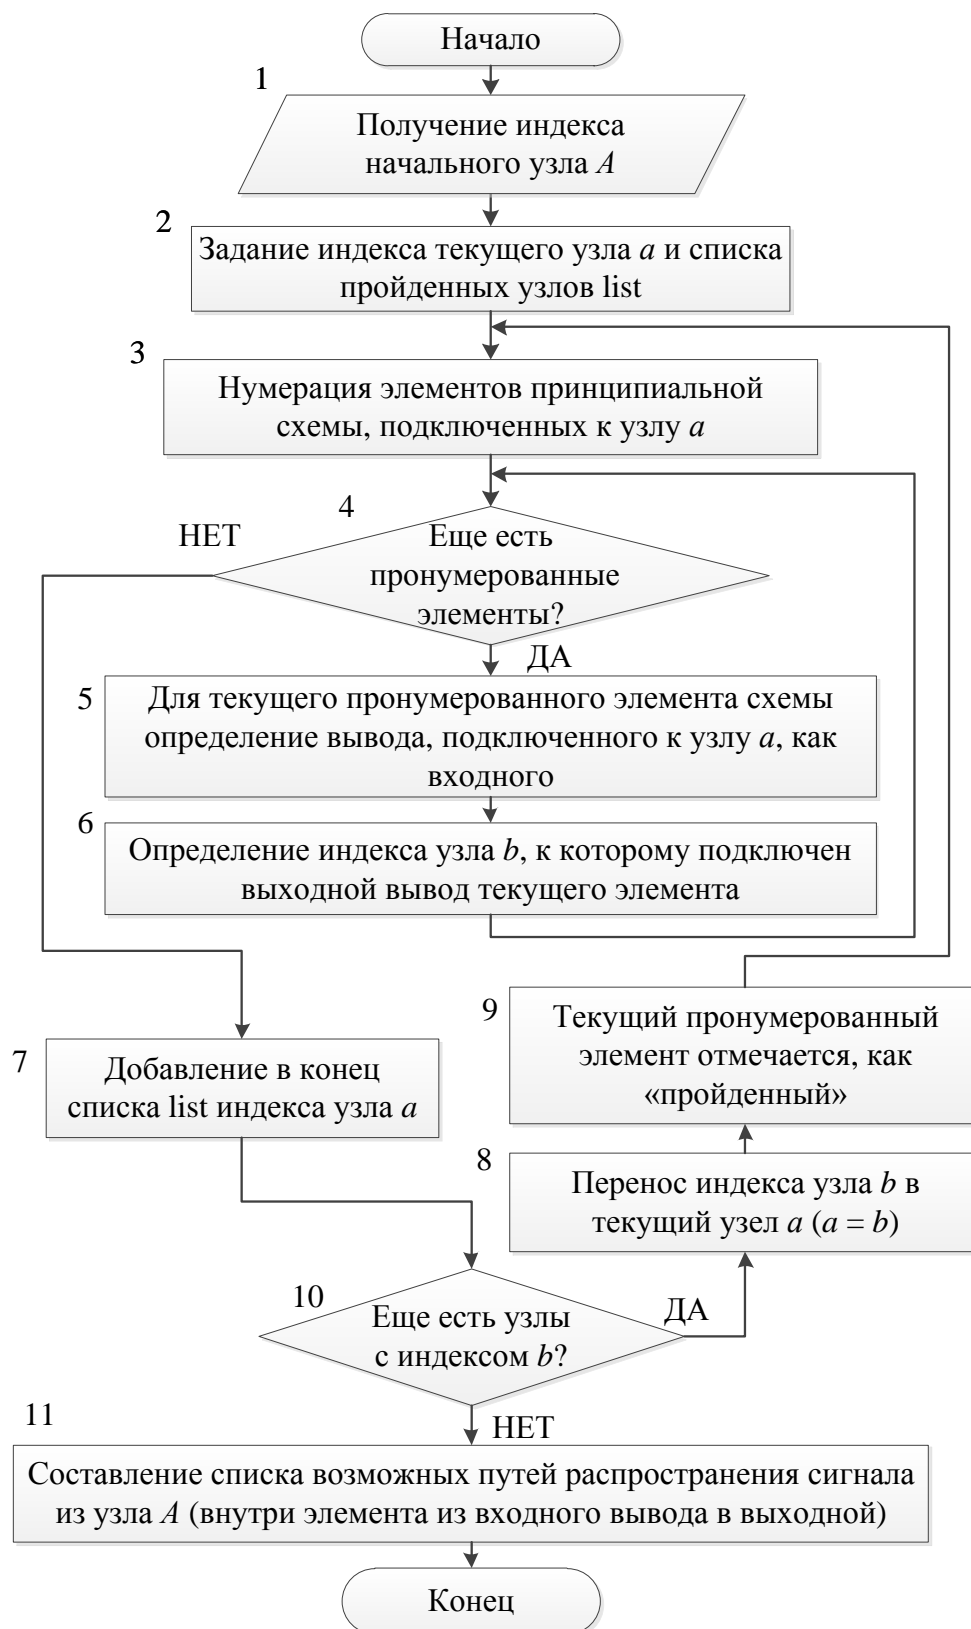 Начало
1
Получение индекса
начального узла A
2
Задание индекса текущего узла a и списка
пройденных узлов list
3
Нумерация элементов принципиальной
схемы, подключенных к узлу a
4
НЕТ
Еще есть
пронумерованные
элементы?
ДА
5
Для текущего пронумерованного элемента схемы
определение вывода, подключенного к узлу a, как
входного
6
Определение индекса узла b, к которому подключен
выходной вывод текущего элемента
9
Текущий пронумерованный
элемент отмечается, как
«пройденный»
7
Добавление в конец
списка list индекса узла a
8
Перенос индекса узла b в
текущий узел a (a = b)
10
Еще есть узлы
с индексом b?
ДА
11
НЕТ
Составление списка возможных путей распространения сигнала
из узла A (внутри элемента из входного вывода в выходной)
Конец